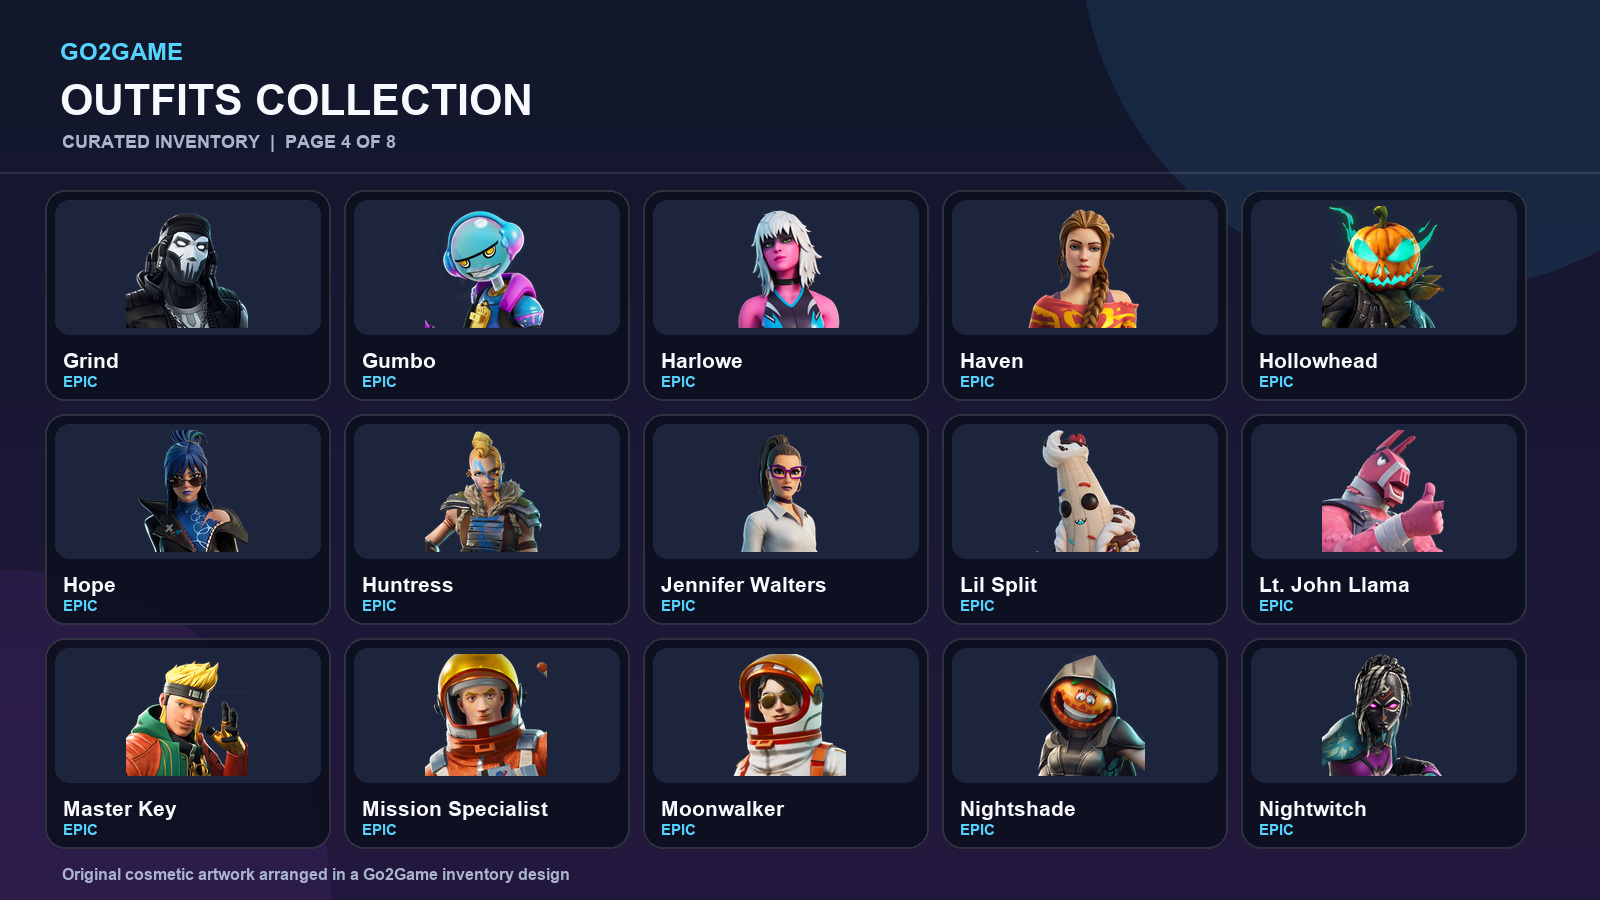 GO2GAME
OUTFITS COLLECTION
CURATED INVENTORY | PAGE 4 OF 8
Grind
EPIC
Gumbo
EPIC
Harlowe
EPIC
Haven
EPIC
Hollowhead
EPIC
Hope
EPIC
Huntress
EPIC
Jennifer Walters
EPIC
Lil Split
EPIC
Lt. John Llama
EPIC
Master Key
EPIC
Mission Specialist
EPIC
Moonwalker
EPIC
Nightshade
EPIC
Nightwitch
EPIC
Original cosmetic artwork arranged in a Go2Game inventory design